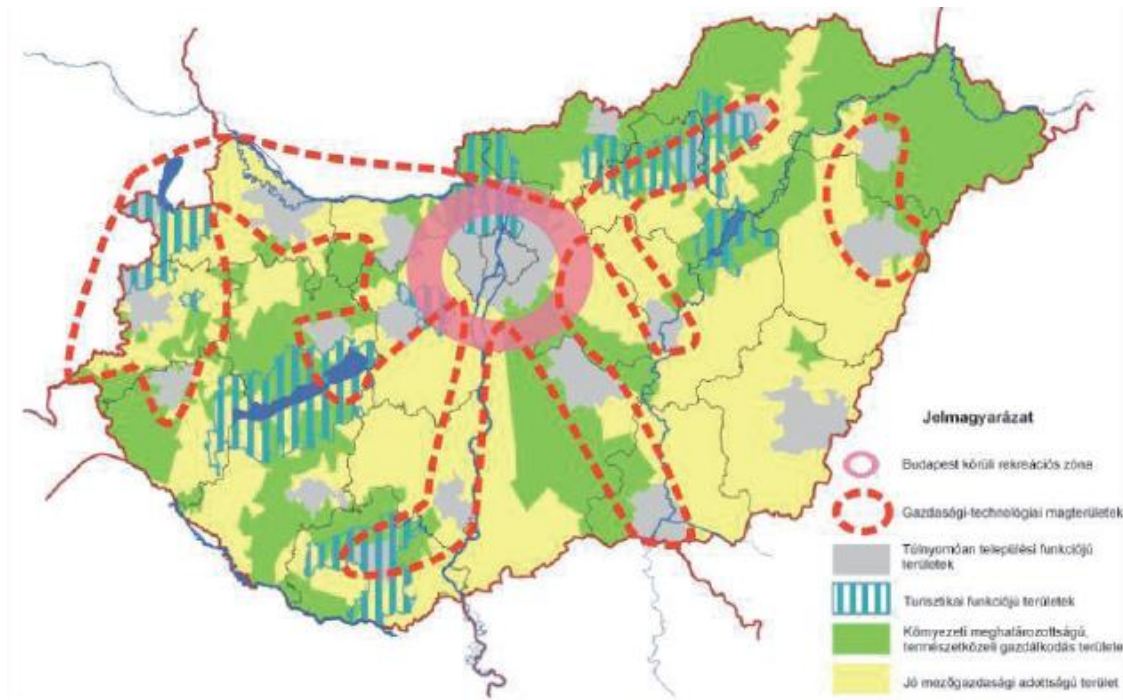 Jelmagyarázat
Budapest körüli rekreációs zóna
Gazdasági-technológiai magterületek
Túlnyomóan települési funkciójú
területek
Turisztikai funkciójú területek
Környezeti meghatározottságú,
természetközeli gazdálkodás területe
Jó mezőgazdasági adottságú terület